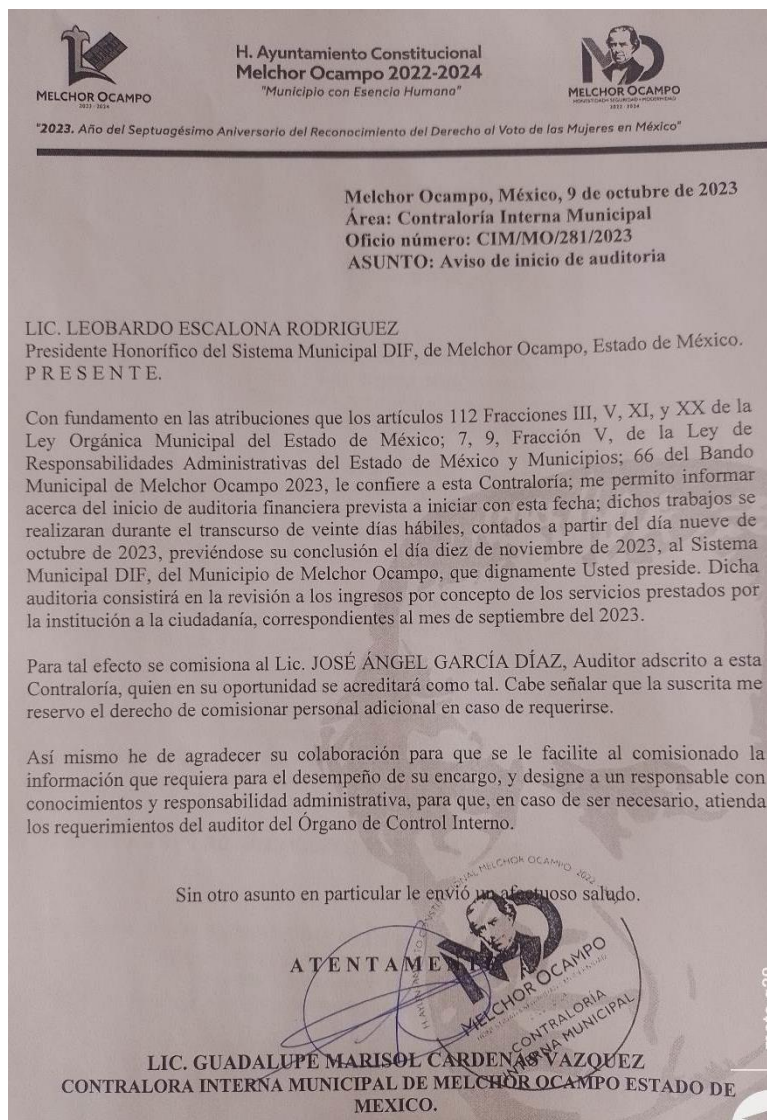 MELCHOR OCAMPO
2022 - 2024
H. Ayuntamiento Constitucional
Melchor Ocampo 2022-2024
"Municipio con Esencia Humana"
MELCHOR OCAMPO
HONESTIDAD • SEGURIDAD • MODERNIDAD
2022 - 2024
"2023. Año del Septuagésimo Aniversario del Reconocimiento del Derecho al Voto de las Mujeres en México"
Melchor Ocampo, México, 9 de octubre de 2023
Área: Contraloría Interna Municipal
Oficio número: CIM/MO/281/2023
ASUNTO: Aviso de inicio de auditoria
LIC. LEOBARDO ESCALONA RODRIGUEZ
Presidente Honorífico del Sistema Municipal DIF, de Melchor Ocampo, Estado de México.
P R E S E N T E.
Con fundamento en las atribuciones que los artículos 112 Fracciones III, V, XI, y XX de la
Ley Orgánica Municipal del Estado de México; 7, 9, Fracción V, de la Ley de
Responsabilidades Administrativas del Estado de México y Municipios; 66 del Bando
Municipal de Melchor Ocampo 2023, le confiere a esta Contraloría; me permito informar
acerca del inicio de auditoria financiera prevista a iniciar con esta fecha; dichos trabajos se
realizaran durante el transcurso de veinte días hábiles, contados a partir del día nueve de
octubre de 2023, previéndose su conclusión el día diez de noviembre de 2023, al Sistema
Municipal DIF, del Municipio de Melchor Ocampo, que dignamente Usted preside. Dicha
auditoria consistirá en la revisión a los ingresos por concepto de los servicios prestados por
la institución a la ciudadanía, correspondientes al mes de septiembre del 2023.
Para tal efecto se comisiona al Lic. JOSÉ ÁNGEL GARCÍA DÍAZ, Auditor adscrito a esta
Contraloría, quien en su oportunidad se acreditará como tal. Cabe señalar que la suscrita me
reservo el derecho de comisionar personal adicional en caso de requerirse.
Así mismo he de agradecer su colaboración para que se le facilite al comisionado la
información que requiera para el desempeño de su encargo, y designe a un responsable con
conocimientos y responsabilidad administrativa, para que, en caso de ser necesario, atienda
los requerimientos del auditor del Órgano de Control Interno.
Sin otro asunto en particular le envió un afectuoso saludo.
A T E N T A M E N T
MELCHOR OCAMPO
CONTRALORÍA
INTERNA MUNICIPAL
LIC. GUADALUPE MARISOL CARDENAS VAZQUEZ
CONTRALORA INTERNA MUNICIPAL DE MELCHOR OCAMPO ESTADO DE
MEXICO.